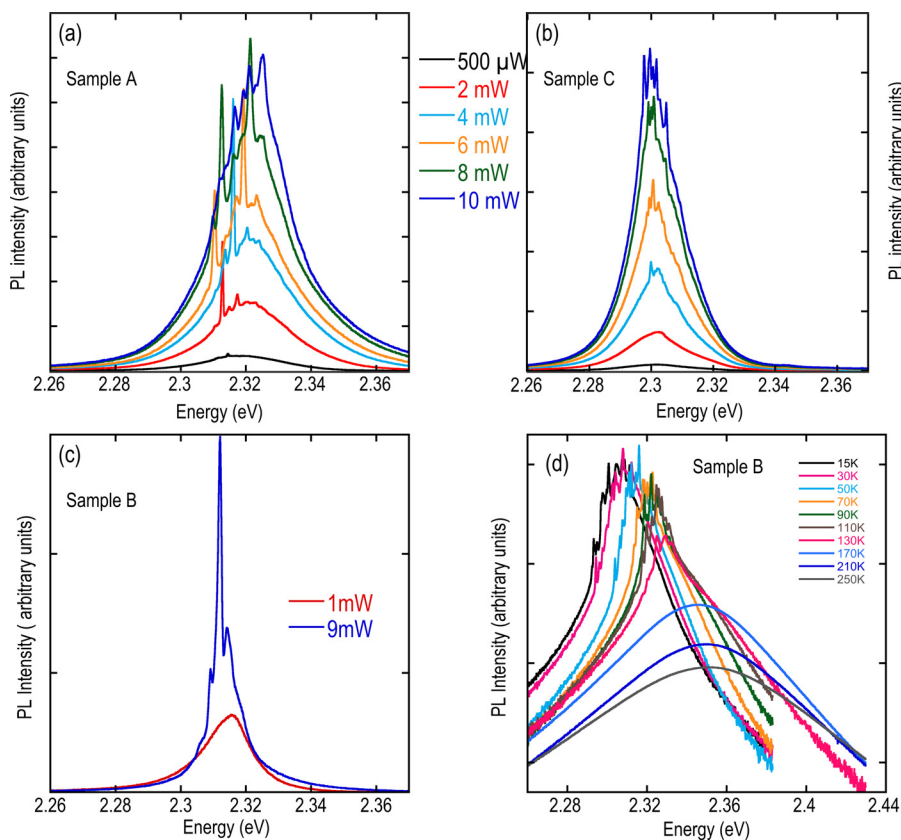 (a)
Sample A
PL intensity (arbitrary units)
2.26 2.28 2.3 2.32 2.34 2.36
Energy (eV)
500 µW
2 mW
4 mW
6 mW
8 mW
10 mW
(b)
Sample C
PL intensity (arbitrary units)
2.26 2.28 2.3 2.32 2.34 2.36
Energy (eV)
PL intensity (arbitrary units)
(c)
Sample B
PL Intensity ( arbitrary units)
1mW
9mW
2.26 2.28 2.3 2.32 2.34 2.36
Energy (eV)
(d)
Sample B
PL Intensity (arbitrary units)
15K
30K
50K
70K
90K
110K
130K
170K
210K
250K
2.28 2.32 2.36 2.4 2.44
Energy (eV)